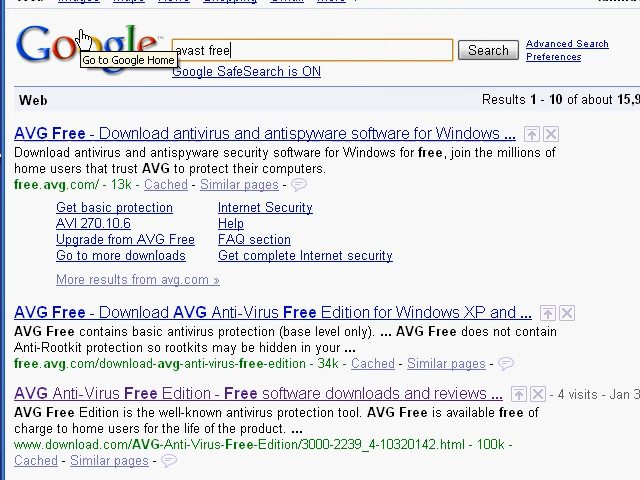 Web Images Maps News Shopping Gmail more
Google™
Go to Google Home
avast free
Search
Advanced Search
Preferences
Google SafeSearch is ON
Web
Results 1 - 10 of about 15,9
AVG Free - Download antivirus and antispyware software for Windows ...
Download antivirus and antispyware security software for Windows for free, join the millions of
home users that trust AVG to protect their computers.
free.avg.com/ - 13k - Cached - Similar pages -
Get basic protection Internet Security
AVI 270.10.6 Help
Upgrade from AVG Free FAQ section
Go to more downloads Get complete Internet security
More results from avg.com »
AVG Free - Download AVG Anti-Virus Free Edition for Windows XP and ...
AVG Free contains basic antivirus protection (base level only). ... AVG Free does not contain
Anti-Rootkit protection so rootkits may be hidden in your ...
free.avg.com/download-avg-anti-virus-free-edition - 34k - Cached - Similar pages -
AVG Anti-Virus Free Edition - Free software downloads and reviews ... - 4 visits - Jan 3
AVG Free Edition is the well-known antivirus protection tool. AVG Free is available free of
charge to home users for the life of the product. ...
www.download.com/AVG-Anti-Virus-Free-Edition/3000-2239_4-10320142.html - 100k -
Cached - Similar pages -